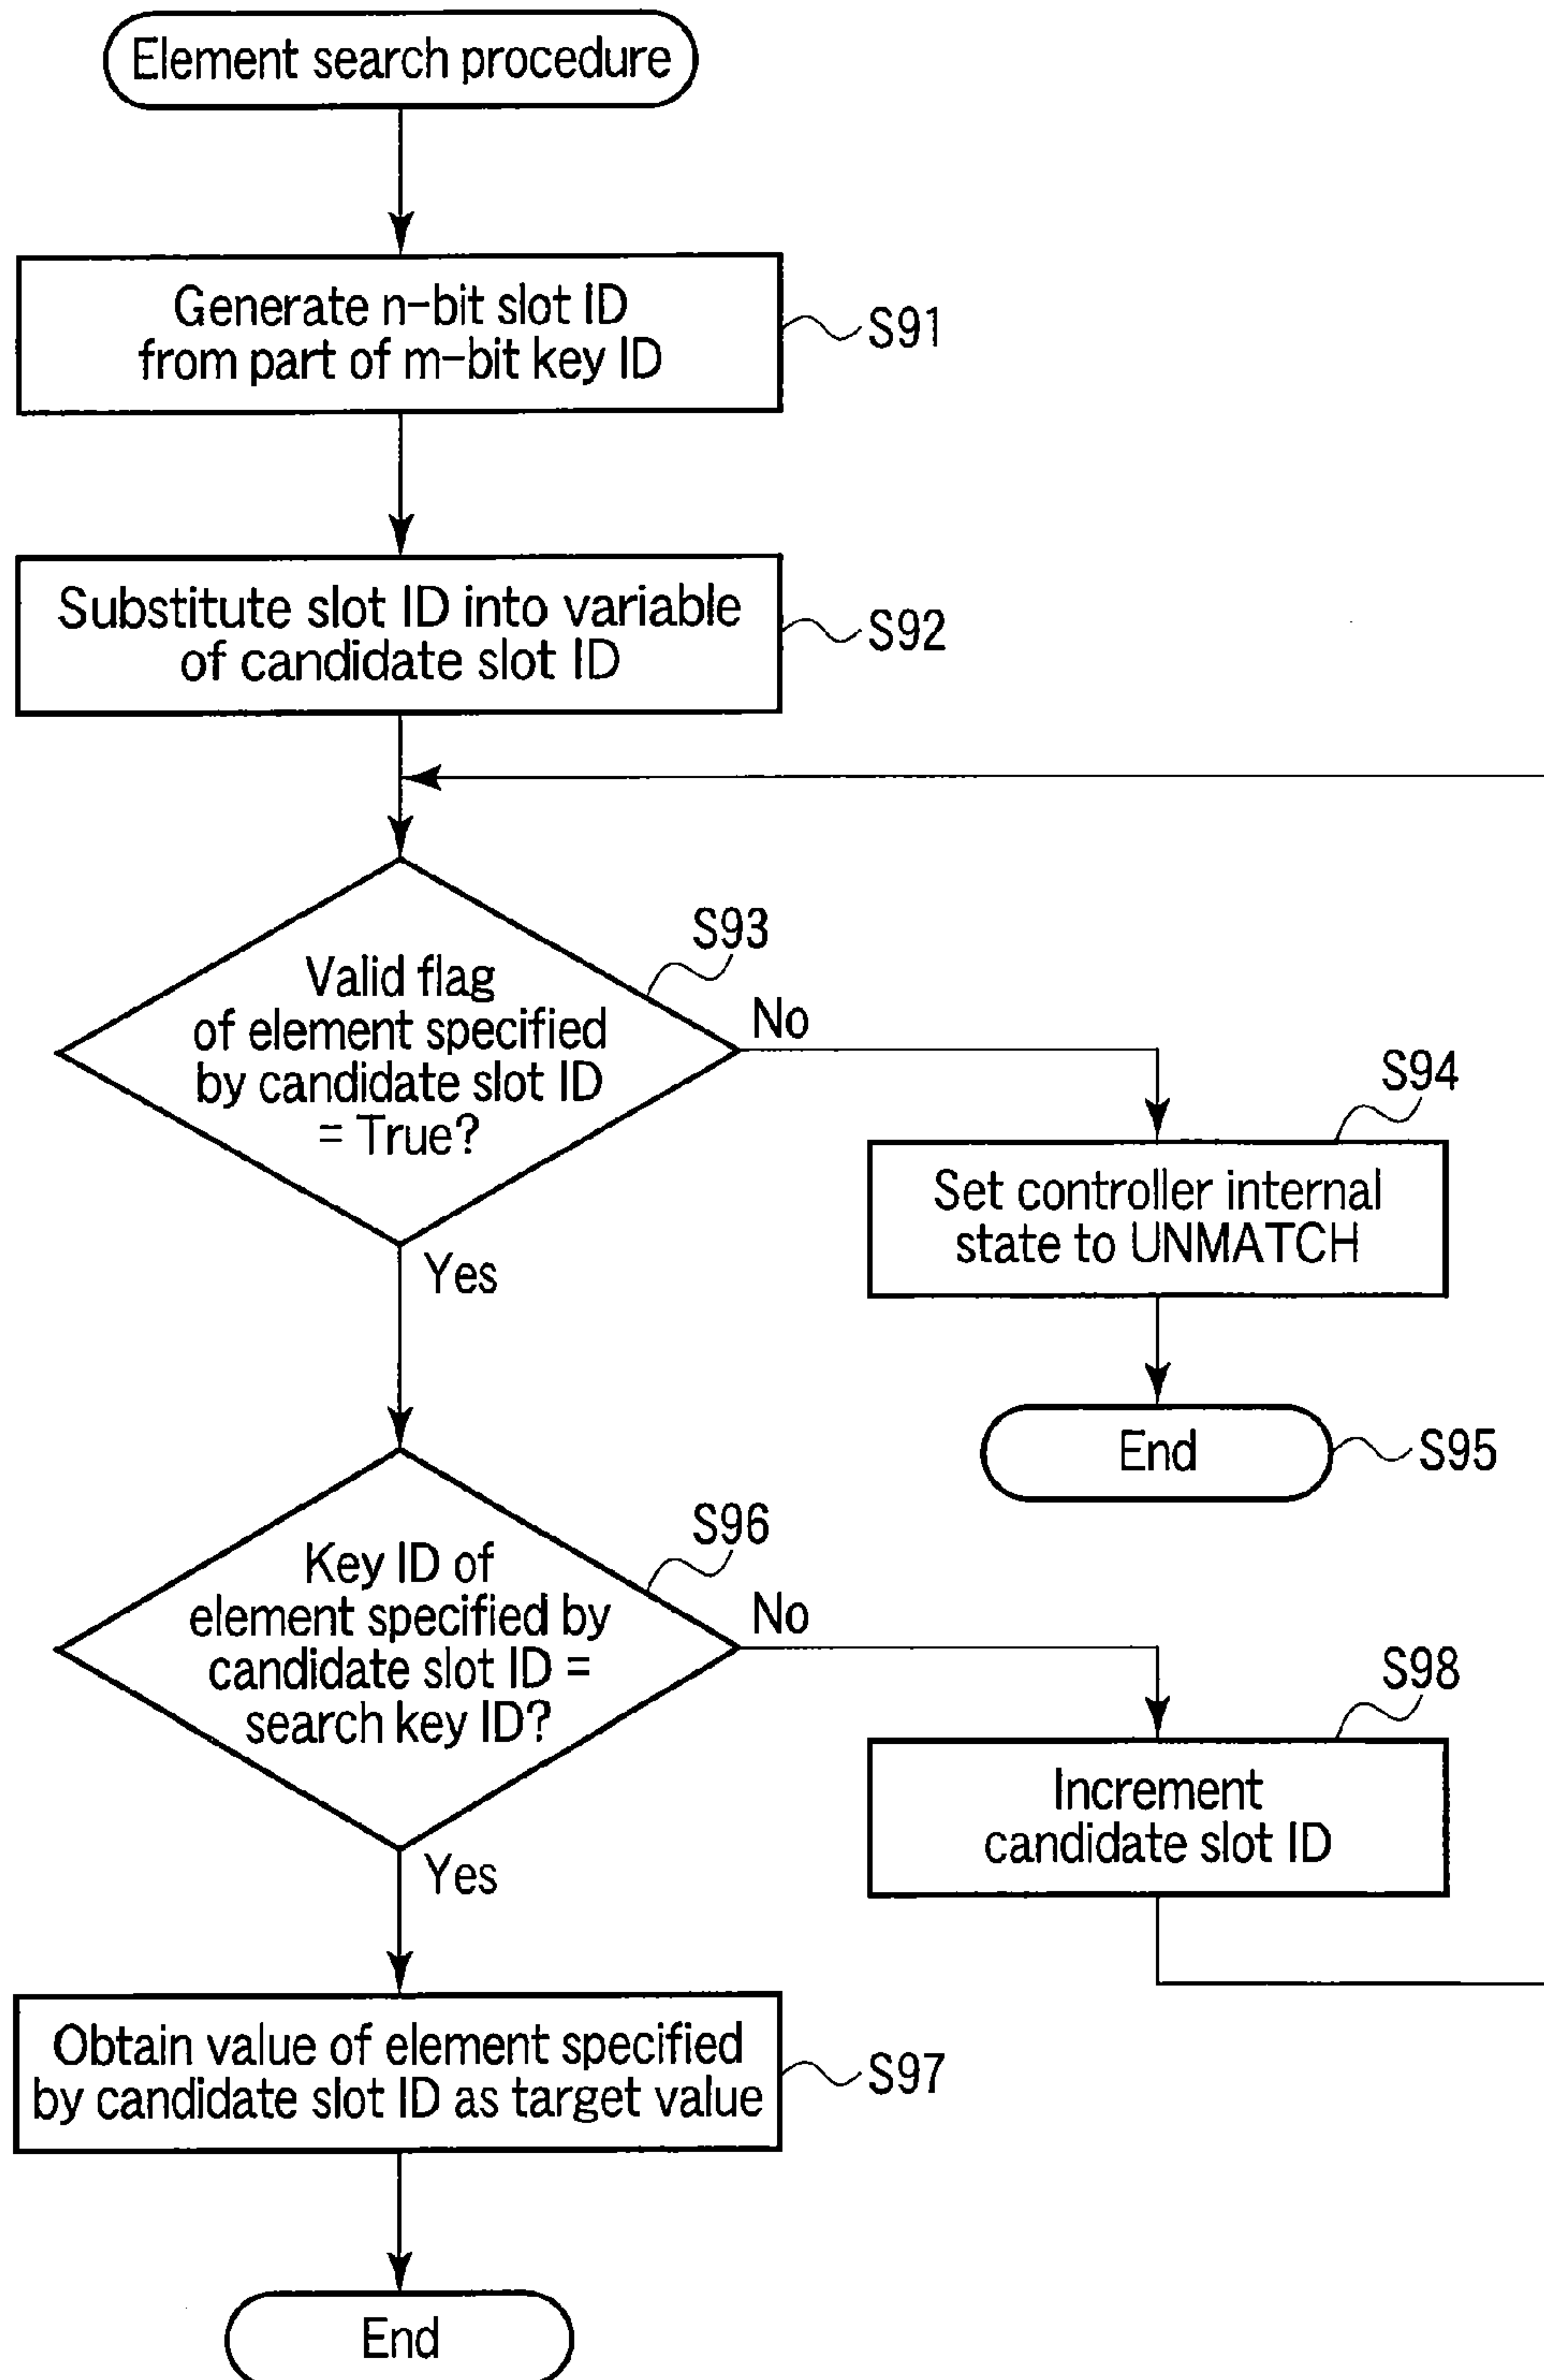 Element search procedure
Generate n-bit slot ID
from part of m-bit key ID
S91
Substitute slot ID into variable
of candidate slot ID
S92
S93
Valid flag
of element specified
by candidate slot ID
= True?
No
Yes
S94
Set controller internal
state to UNMATCH
End
S95
S96
Key ID of
element specified by
candidate slot ID =
search key ID?
No
Yes
S98
Increment
candidate slot ID
Obtain value of element specified
by candidate slot ID as target value
S97
End